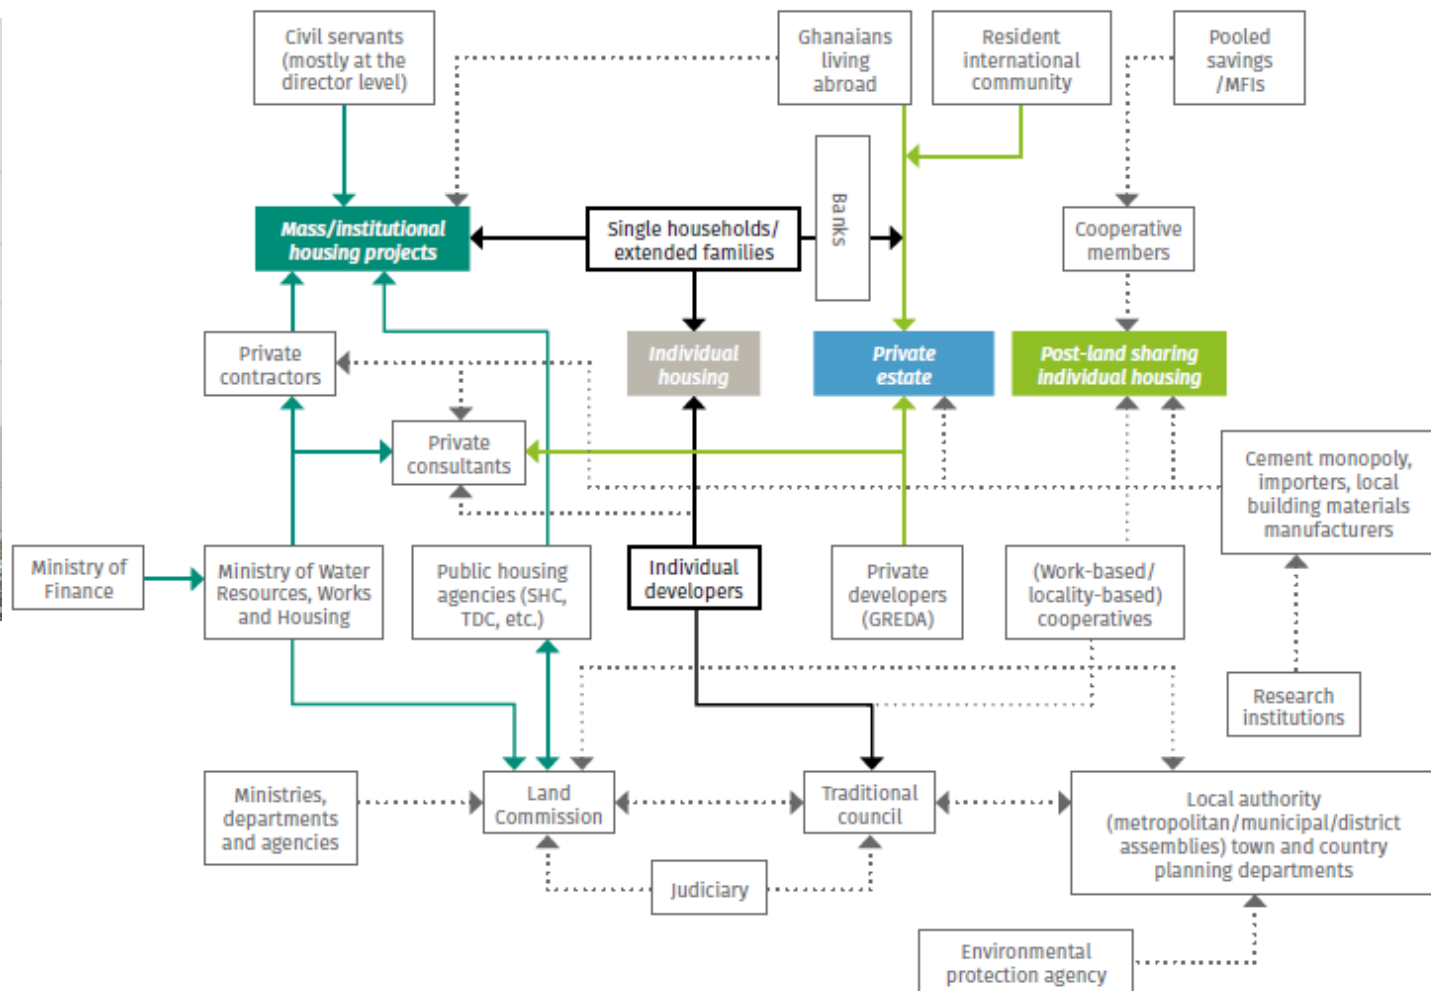 Civil servants
(mostly at the
director level)
Ghanaians
living
abroad
Resident
international
community
Pooled
savings
/MFIs
Banks
Mass/institutional
housing projects
Single households/
extended families
Cooperative
members
Private
contractors
Individual
housing
Private
estate
Post-land sharing
individual housing
Private
consultants
Cement monopoly,
importers, local
building materials
manufacturers
Ministry of
Finance
Ministry of Water
Resources, Works
and Housing
Public housing
agencies (SHC,
TDC, etc.)
Individual
developers
Private
developers
(GREDA)
(Work-based/
locality-based)
cooperatives
Research
institutions
Ministries,
departments
and agencies
Land
Commission
Traditional
council
Local authority
(metropolitan/municipal/district
assemblies) town and country
planning departments
Judiciary
Environmental
protection agency